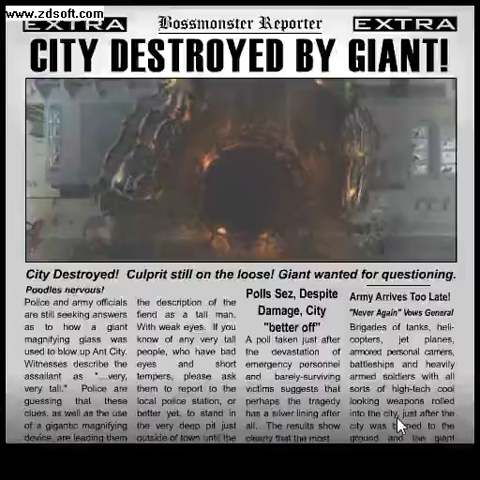 www.zdsoft.com
EXTRA Bossmonster Reporter EXTRA
CITY DESTROYED BY GIANT!
City Destroyed! Culprit still on the loose! Giant wanted for questioning.
Poodles nervous!
Police and army officials
are still seeking answers
as to how a giant
magnifying glass was
used to blow up Ant City.
Witnesses describe the
assailant as "....very,
very tall." Police are
guessing that these
clues, as well as the use
of a gigantic magnifying
device, are leading them
the description of the
fiend as a tall man.
With weak eyes. If you
know of any very tall
people, who have bad
eyes and short
tempers, please ask
them to report to the
local police station, or
better yet, to stand in
the very deep pit just
outside of town until the
Polls Sez, Despite
Damage, City
"better off"
A poll taken just after
the devastation of
emergency personnel
and barely-surviving
victims suggests that
perhaps the tragedy
has a silver lining after
all. The results show
clearly that the most
Army Arrives Too Late!
"Never Again" Vows General
Brigades of tanks, heli-
copters, jet planes,
armored personal carriers,
battleships and heavily
armed soldiers with all
sorts of high-tech cool
looking weapons rolled
into the city, just after the
city was to the
ground and the giant